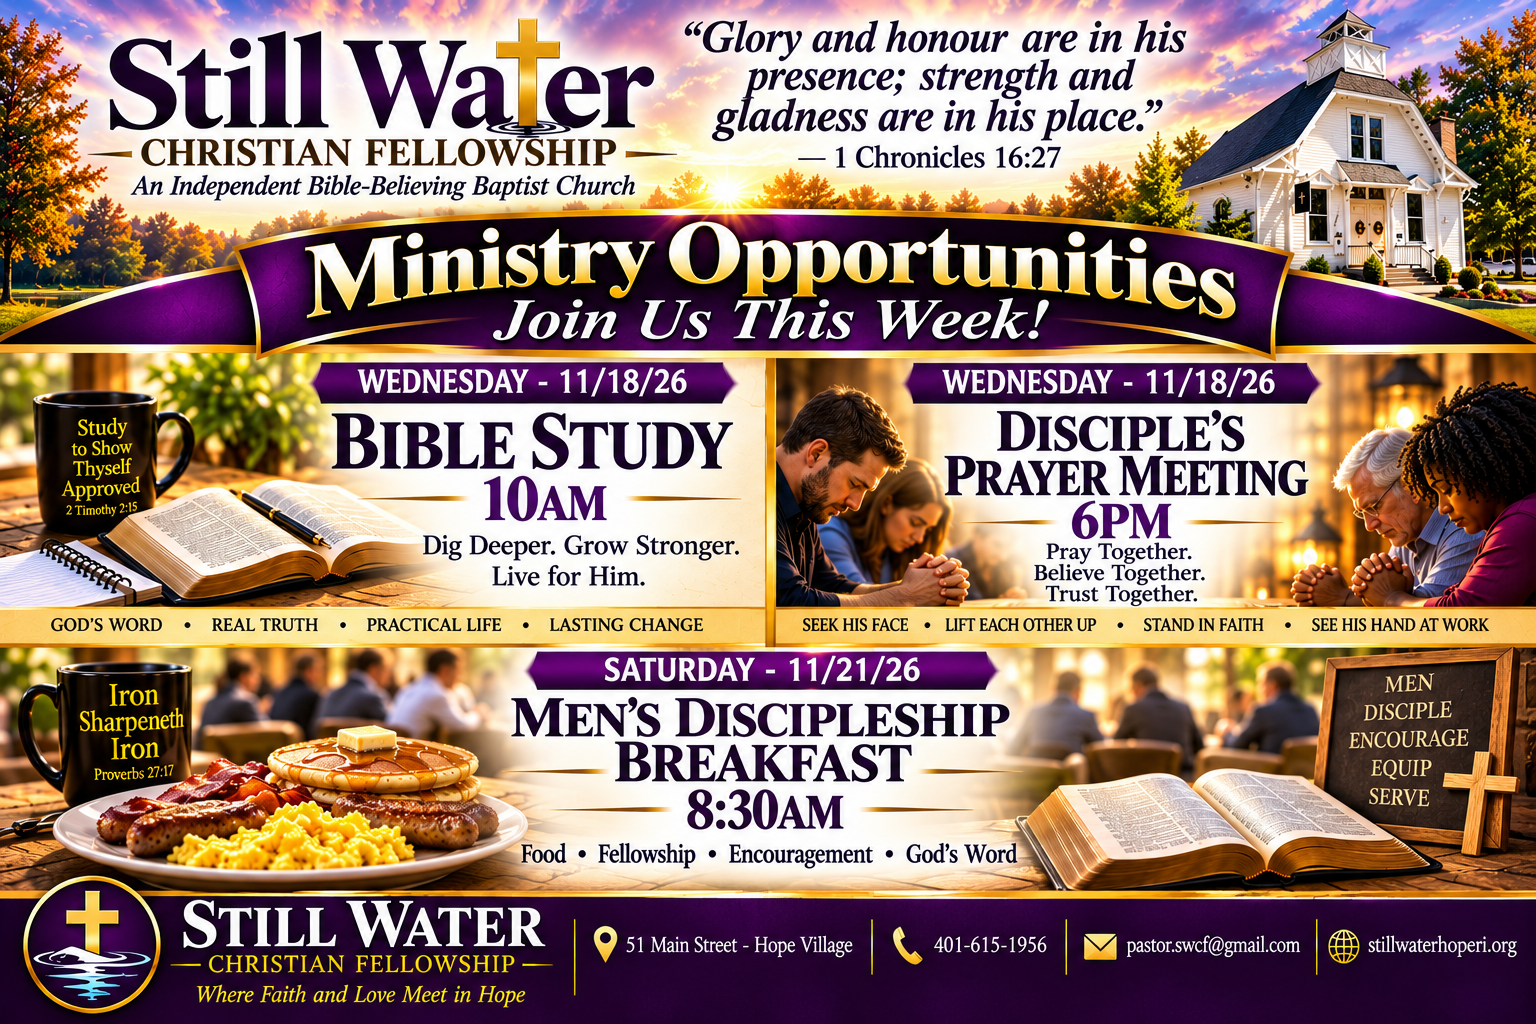 Still Water
CHRISTIAN FELLOWSHIP
An Independent Bible-Believing Baptist Church
“Glory and honour are in his
presence; strength and
gladness are in his place.”
— 1 Chronicles 16:27
Ministry Opportunities
Join Us This Week!
WEDNESDAY - 11/18/26
BIBLE STUDY
10AM
Dig Deeper. Grow Stronger.
Live for Him.
Study
to Show
Thyself
Approved
2 Timothy 2:15
GOD'S WORD • REAL TRUTH • PRACTICAL LIFE • LASTING CHANGE
WEDNESDAY - 11/18/26
DISCIPLE'S
PRAYER MEETING
6PM
Pray Together.
Believe Together.
Trust Together.
SEEK HIS FACE • LIFT EACH OTHER UP • STAND IN FAITH • SEE HIS HAND AT WORK
SATURDAY - 11/21/26
MEN'S DISCIPLESHIP
BREAKFAST
8:30AM
Food • Fellowship • Encouragement • God's Word
Iron
Sharpeneth
Iron
Proverbs 27:17
MEN
DISCIPLE
ENCOURAGE
EQUIP
SERVE
STILL WATER
CHRISTIAN FELLOWSHIP
Where Faith and Love Meet in Hope
51 Main Street - Hope Village
401-615-1956
pastor.swcf@gmail.com
stillwaterhoperi.org